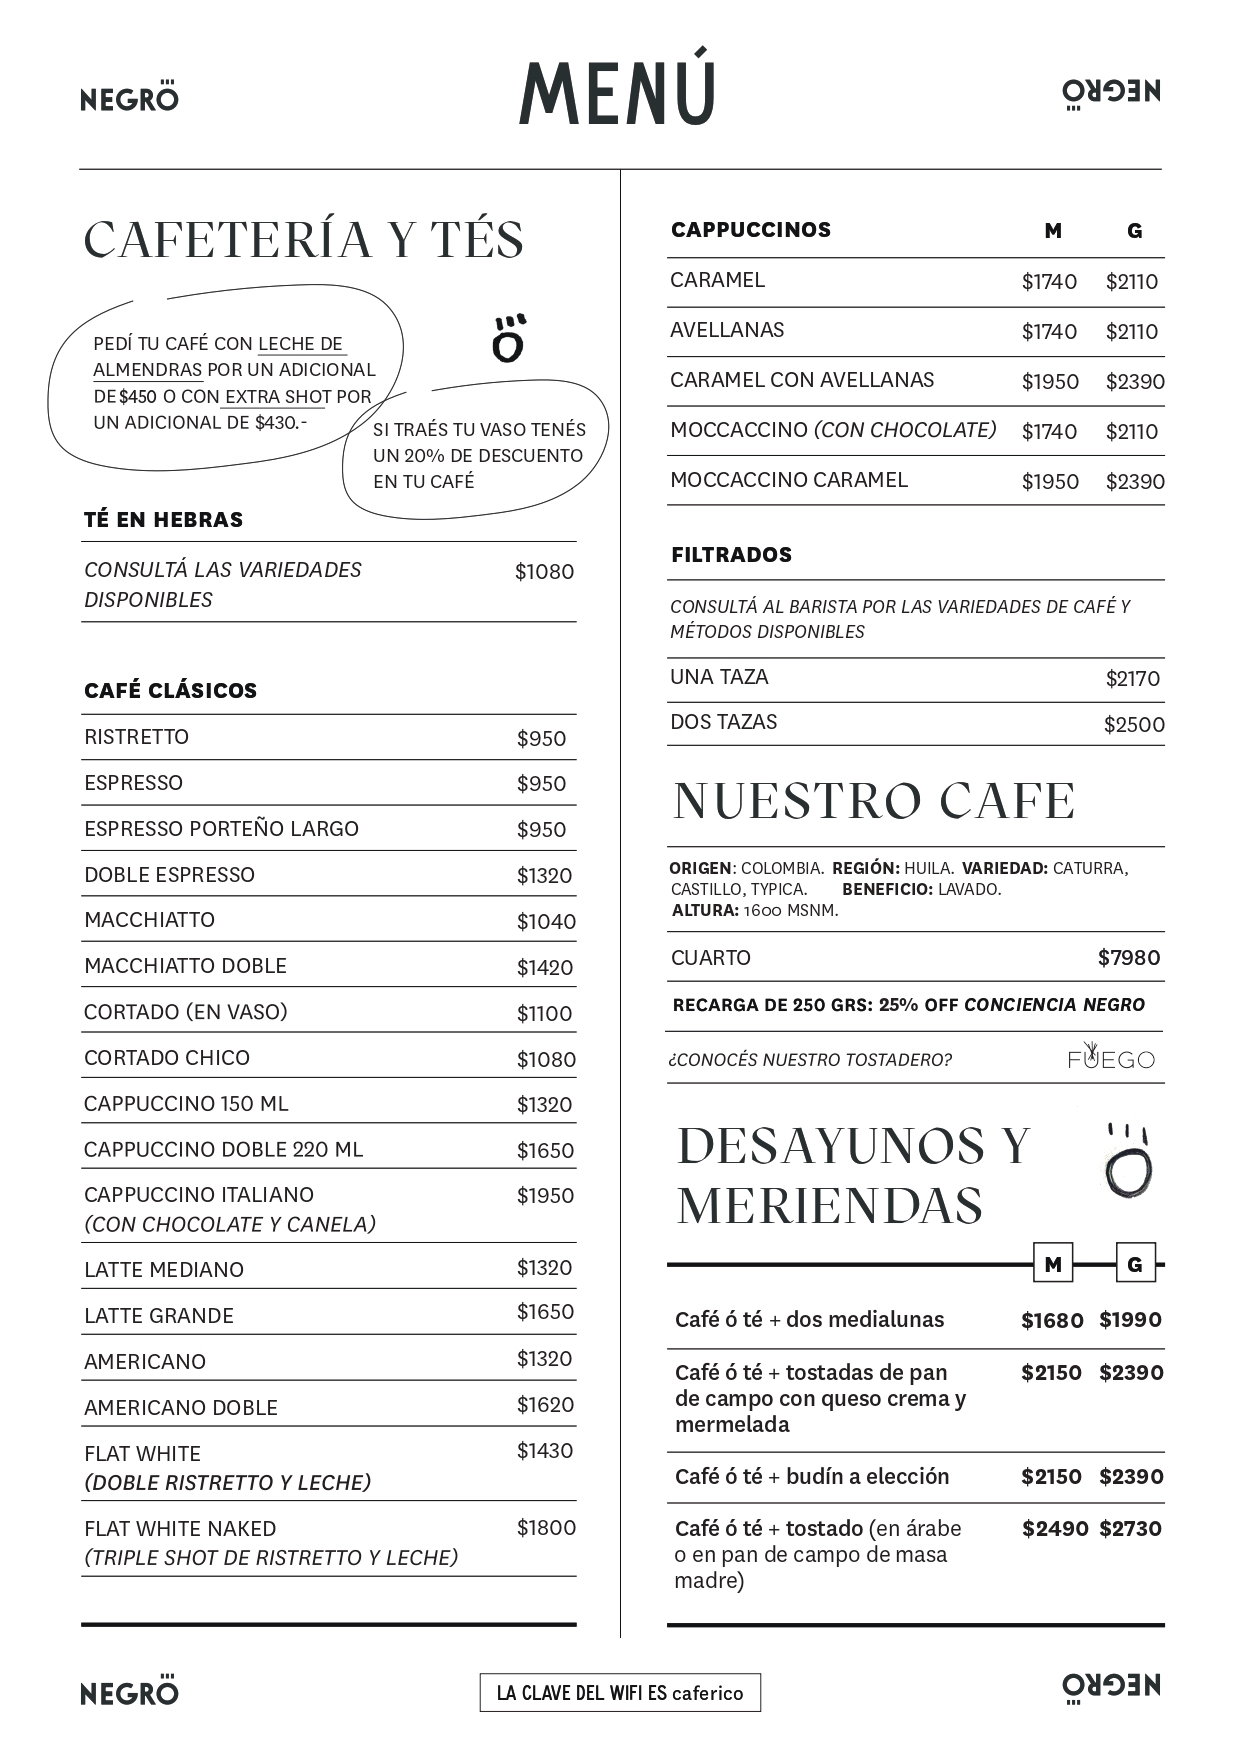 NEGRÖ
MENÚ
NEGRÖ
CAFETERÍA Y TÉS
PEDÍ TU CAFÉ CON LECHE DE
ALMENDRAS POR UN ADICIONAL
DE $450 O CON EXTRA SHOT POR
UN ADICIONAL DE $430.-
SI TRAÉS TU VASO TENÉS
UN 20% DE DESCUENTO
EN TU CAFÉ
TÉ EN HEBRAS
CONSULTÁ LAS VARIEDADES $1080
DISPONIBLES
CAFÉ CLÁSICOS
RISTRETTO $950
ESPRESSO $950
ESPRESSO PORTEÑO LARGO $950
DOBLE ESPRESSO $1320
MACCHIATTO $1040
MACCHIATTO DOBLE $1420
CORTADO (EN VASO) $1100
CORTADO CHICO $1080
CAPPUCCINO 150 ML $1320
CAPPUCCINO DOBLE 220 ML $1650
CAPPUCCINO ITALIANO $1950
(CON CHOCOLATE Y CANELA)
LATTE MEDIANO $1320
LATTE GRANDE $1650
AMERICANO $1320
AMERICANO DOBLE $1620
FLAT WHITE $1430
(DOBLE RISTRETTO Y LECHE)
FLAT WHITE NAKED $1800
(TRIPLE SHOT DE RISTRETTO Y LECHE)
CAPPUCCINOS M G
CARAMEL $1740 $2110
AVELLANAS $1740 $2110
CARAMEL CON AVELLANAS $1950 $2390
MOCCACCINO (CON CHOCOLATE) $1740 $2110
MOCCACCINO CARAMEL $1950 $2390
FILTRADOS
CONSULTÁ AL BARISTA POR LAS VARIEDADES DE CAFÉ Y
MÉTODOS DISPONIBLES
UNA TAZA $2170
DOS TAZAS $2500
NUESTRO CAFE
ORIGEN: COLOMBIA. REGIÓN: HUILA. VARIEDAD: CATURRA,
CASTILLO, TYPICA. BENEFICIO: LAVADO.
ALTURA: 1600 MSNM.
CUARTO $7980
RECARGA DE 250 GRS: 25% OFF CONCIENCIA NEGRO
¿CONOCÉS NUESTRO TOSTADERO? FUEGO
DESAYUNOS Y
MERIENDAS
M G
Café ó té + dos medialunas $1680 $1990
Café ó té + tostadas de pan $2150 $2390
de campo con queso crema y
mermelada
Café ó té + budín a elección $2150 $2390
Café ó té + tostado (en árabe $2490 $2730
o en pan de campo de masa
madre)
NEGRÖ
LA CLAVE DEL WIFI ES caferico
NEGRÖ